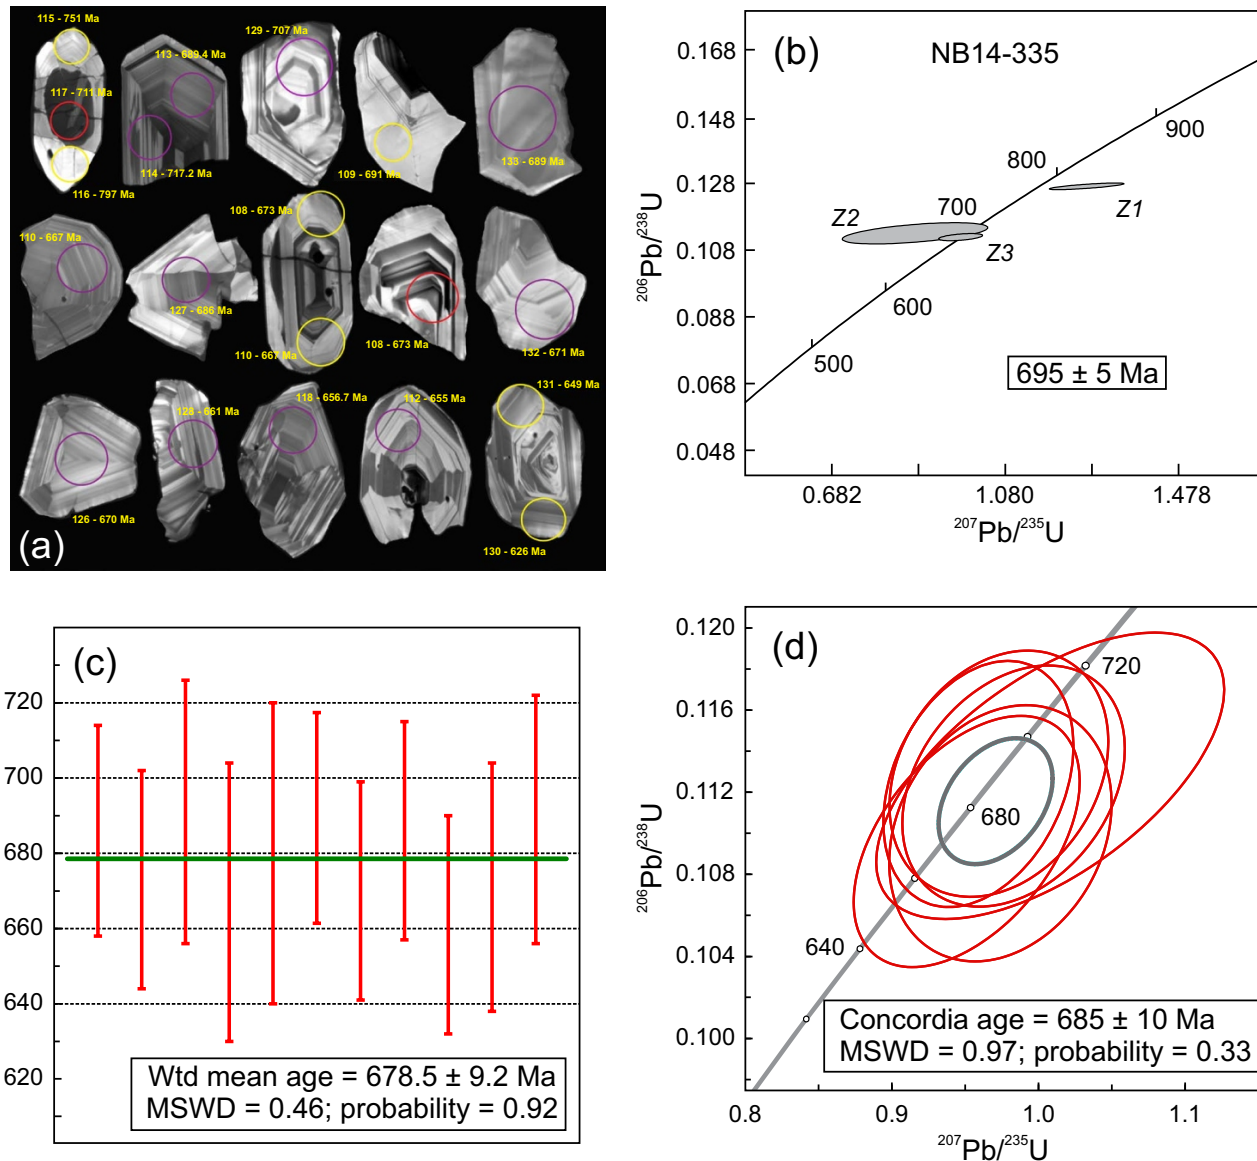 115 - 751 Ma
113 - 689.4 Ma
129 - 707 Ma
117 - 711 Ma
114 - 717.2 Ma
116 - 797 Ma
109 - 691 Ma
133 - 689 Ma
108 - 673 Ma
110 - 667 Ma
127 - 686 Ma
110 - 667 Ma
108 - 673 Ma
132 - 671 Ma
131 - 649 Ma
128 - 661 Ma
118 - 656.7 Ma
112 - 655 Ma
126 - 670 Ma
130 - 626 Ma
(a)
(b)
NB14-335
0.168
0.148
0.128
0.112
0.088
0.068
0.048
206Pb/238U
900
800
700
600
500
Z1
Z2
Z3
695 ± 5 Ma
0.682
1.080
1.478
207Pb/235U
(c)
720
700
680
660
640
620
Wtd mean age = 678.5 ± 9.2 Ma
MSWD = 0.46; probability = 0.92
(d)
0.120
0.116
0.112
0.108
0.104
0.100
206Pb/238U
720
680
640
Concordia age = 685 ± 10 Ma
MSWD = 0.97; probability = 0.33
0.8
0.9
1.0
1.1
207Pb/235U